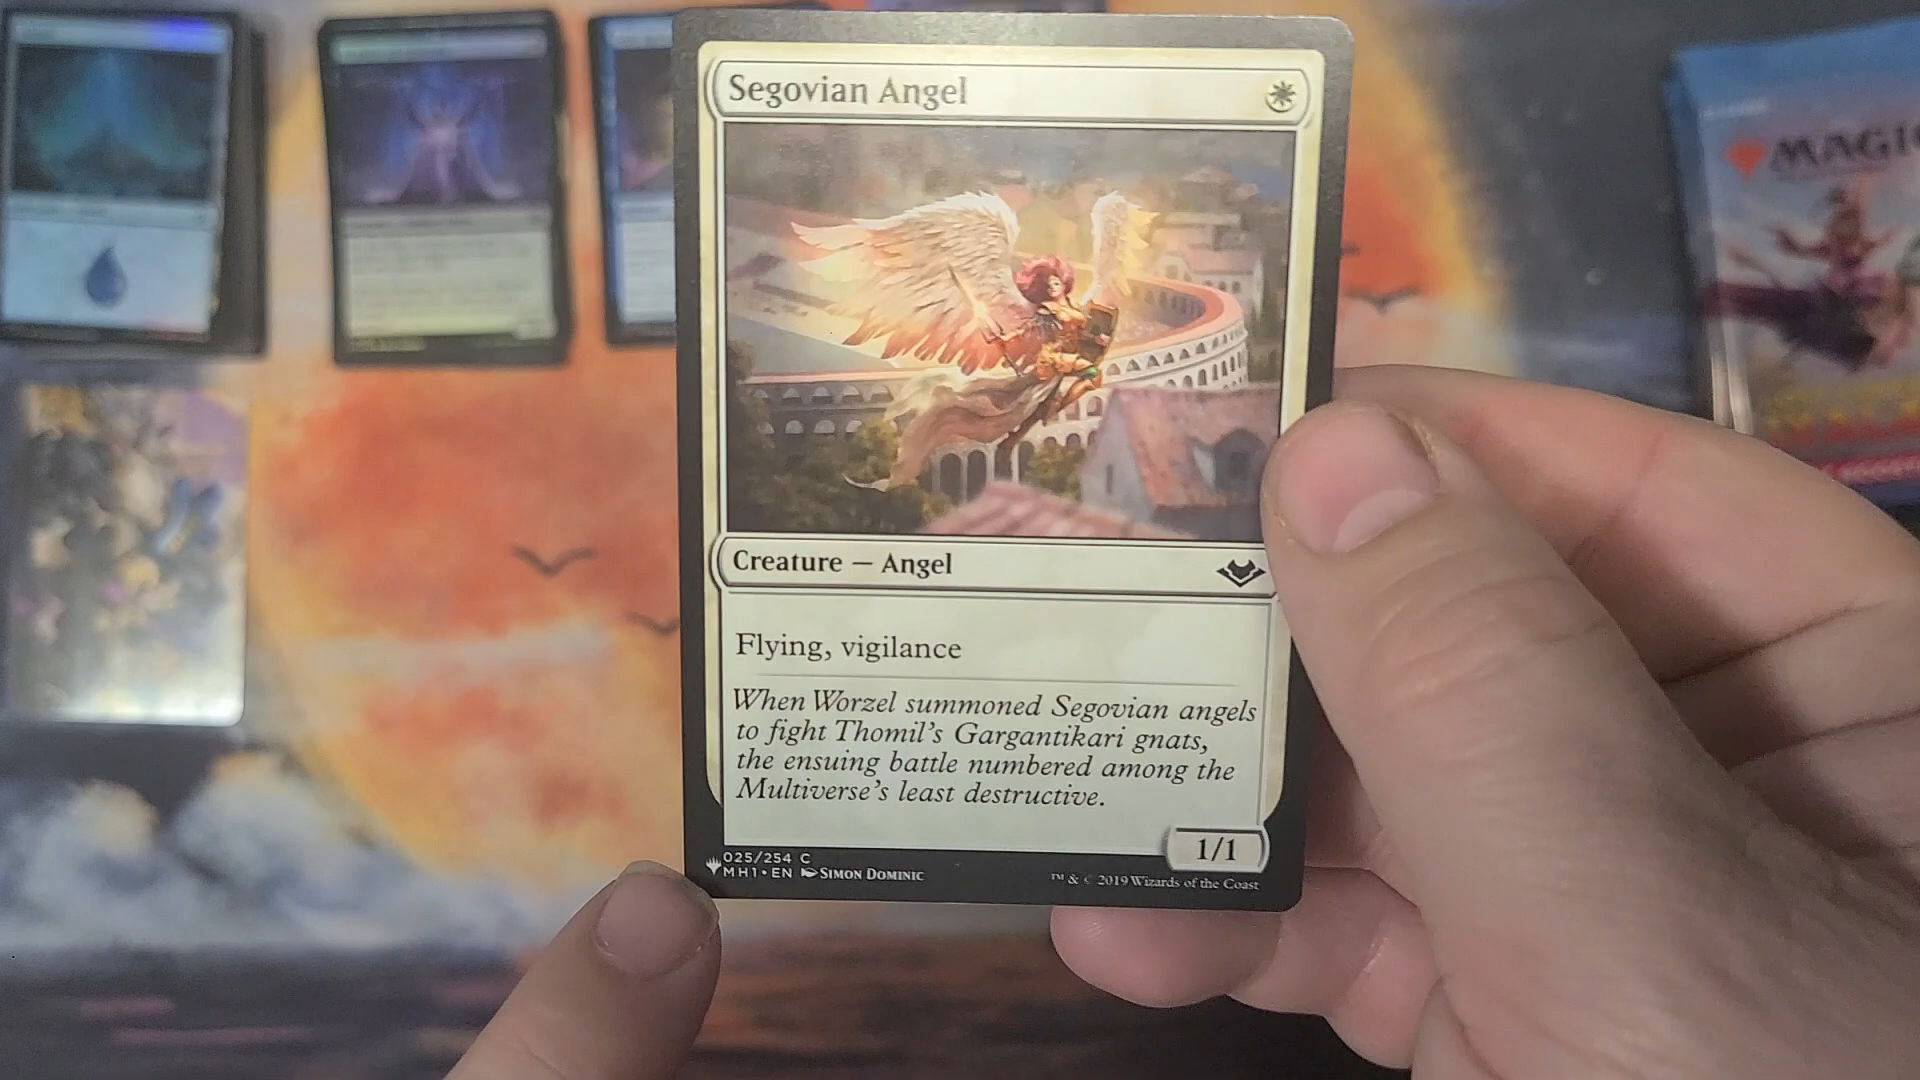 Segovian Angel
MAGIC
Creature — Angel
Flying, vigilance
When Worzel summoned Segovian angels
to fight Thomil's Gargantikari gnats,
the ensuing battle numbered among the
Multiverse's least destructive.
1/1
025/254 C
MH1 • EN SIMON DOMINIC
™ & © 2019 Wizards of the Coast